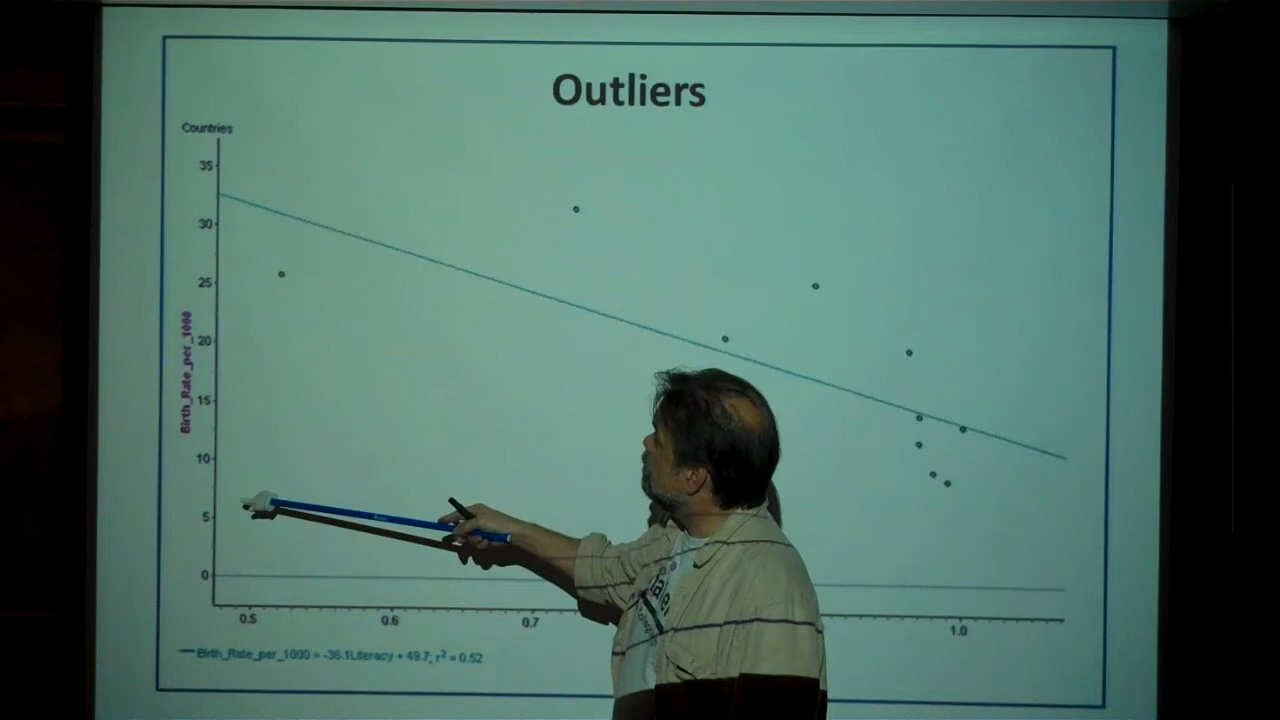 Outliers
Countries
35
30
25
20
15
10
5
0
Birth_Rate_per_1000
0.5 0.6 0.7 1.0
Birth_Rate_per_1000 = -36.1Literacy + 49.7; r² = 0.52